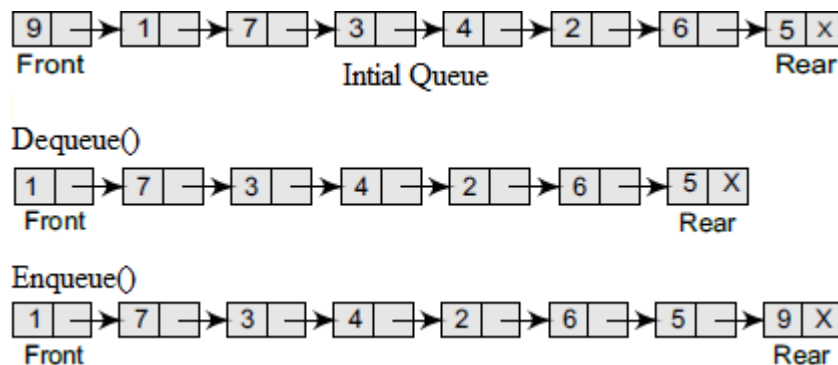 9 1 7 3 4 2 6 5 X
Front Rear
Intial Queue
Dequeue()
1 7 3 4 2 6 5 X
Front Rear
Enqueue()
1 7 3 4 2 6 5 9 X
Front Rear